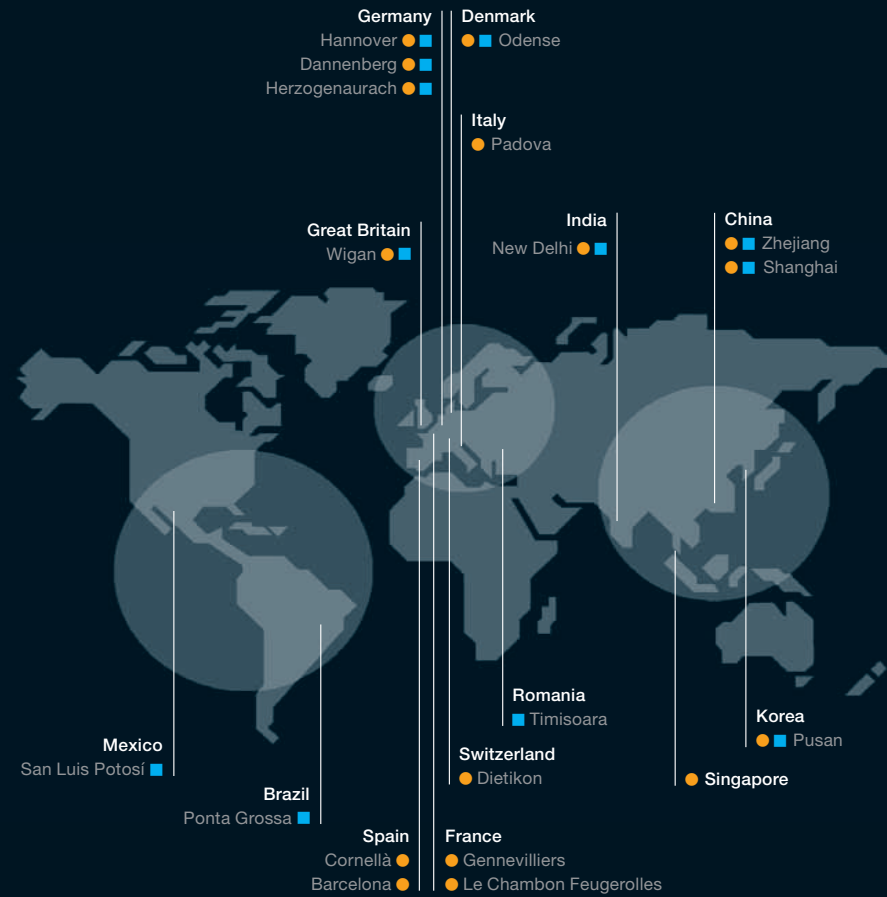 Germany
Hannover
Dannenberg
Herzogenaurach
Denmark
Odense
Italy
Padova
Great Britain
Wigan
India
New Delhi
China
Zhejiang
Shanghai
Mexico
San Luis Potosí
Brazil
Ponta Grossa
Spain
Cornellà
Barcelona
France
Gennevilliers
Le Chambon Feugerolles
Switzerland
Dietikon
Romania
Timisoara
Korea
Pusan
Singapore